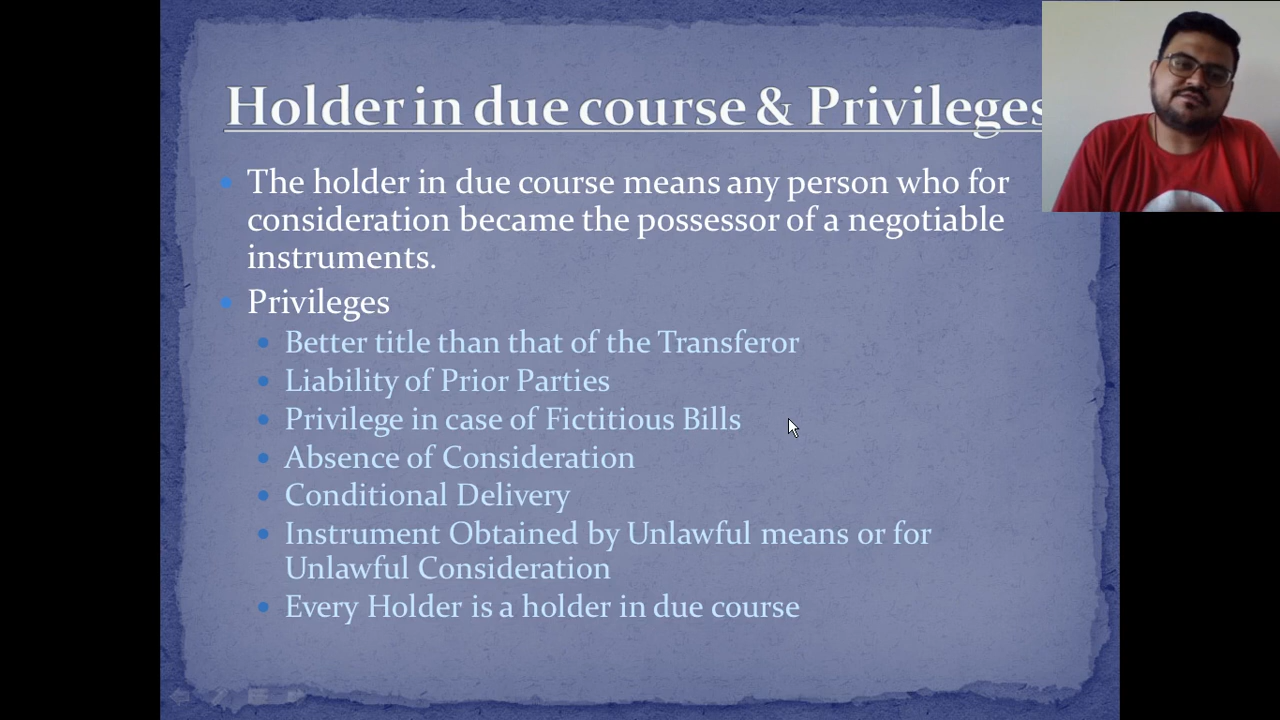 Holder in due course & Privileges
The holder in due course means any person who for
consideration became the possessor of a negotiable
instruments.
Privileges
Better title than that of the Transferor
Liability of Prior Parties
Privilege in case of Fictitious Bills
Absence of Consideration
Conditional Delivery
Instrument Obtained by Unlawful means or for
Unlawful Consideration
Every Holder is a holder in due course